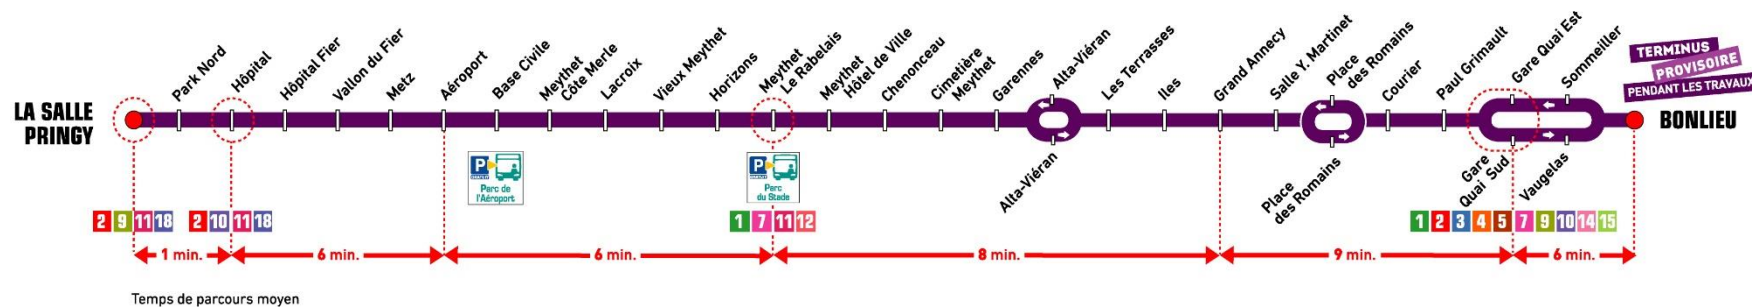 LA SALLE
PRINGY
Park Nord
Hôpital
Hôpital Fier
Vallon du Fier
Metz
Aéroport
Base Civile
Meythet
Côte Merle
Lacroix
Vieux Meythet
Horizons
Meythet
Le Rabelais
Meythet
Hôtel de Ville
Chenonceau
Cimetière
Meythet
Garennes
Alta-Viéran
Alta-Viéran
Les Terrasses
Iles
Grand Annecy
Salle Y. Martinet
Place
des Romains
Place
des Romains
Courier
Paul Grimault
Gare Quai Est
Gare
Quai Sud
Sommeiller
Vaugelas
TERMINUS
PROVISOIRE
PENDANT LES TRAVAUX
BONLIEU
P
Parc de
l'Aéroport
P
Parc
du Stade
2 9 11 18
2 10 11 18
1 7 11 12
1 2 3 4 5 7 9 10 14 15
1 min.
6 min.
6 min.
8 min.
9 min.
6 min.
Temps de parcours moyen